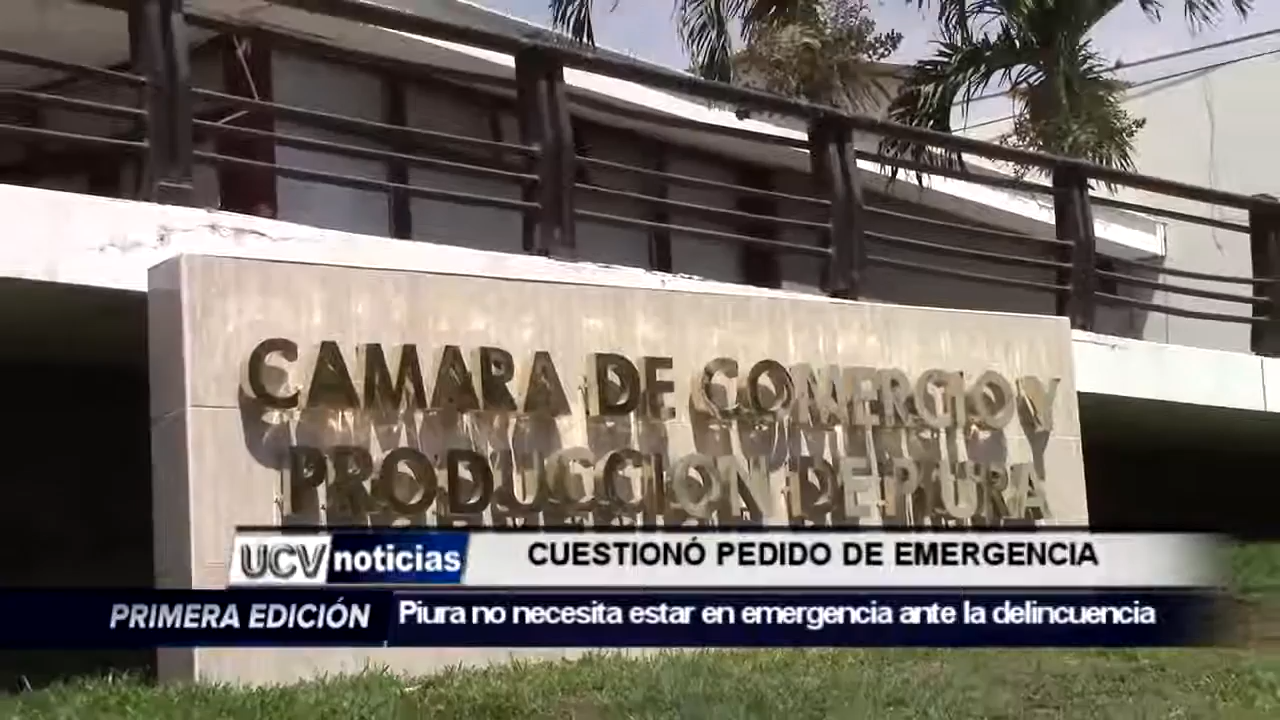 CAMARA DE COMERCIO Y
PRODUCCION DE PIURA
UCV noticias
CUESTIONÓ PEDIDO DE EMERGENCIA
PRIMERA EDICIÓN
Piura no necesita estar en emergencia ante la delincuencia